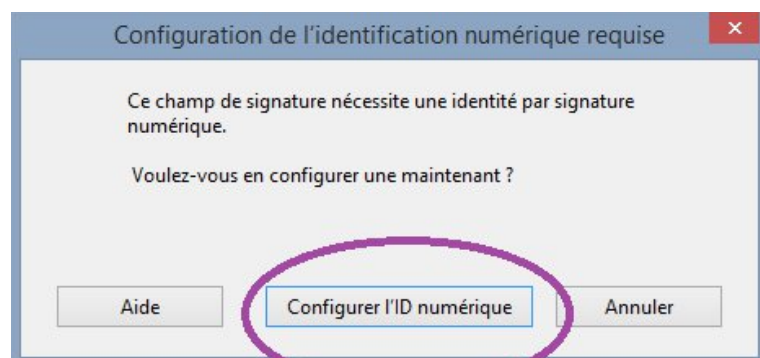 Configuration de l'identification numérique requise
Ce champ de signature nécessite une identité par signature
numérique.
Voulez-vous en configurer une maintenant ?
Aide
Configurer l'ID numérique
Annuler